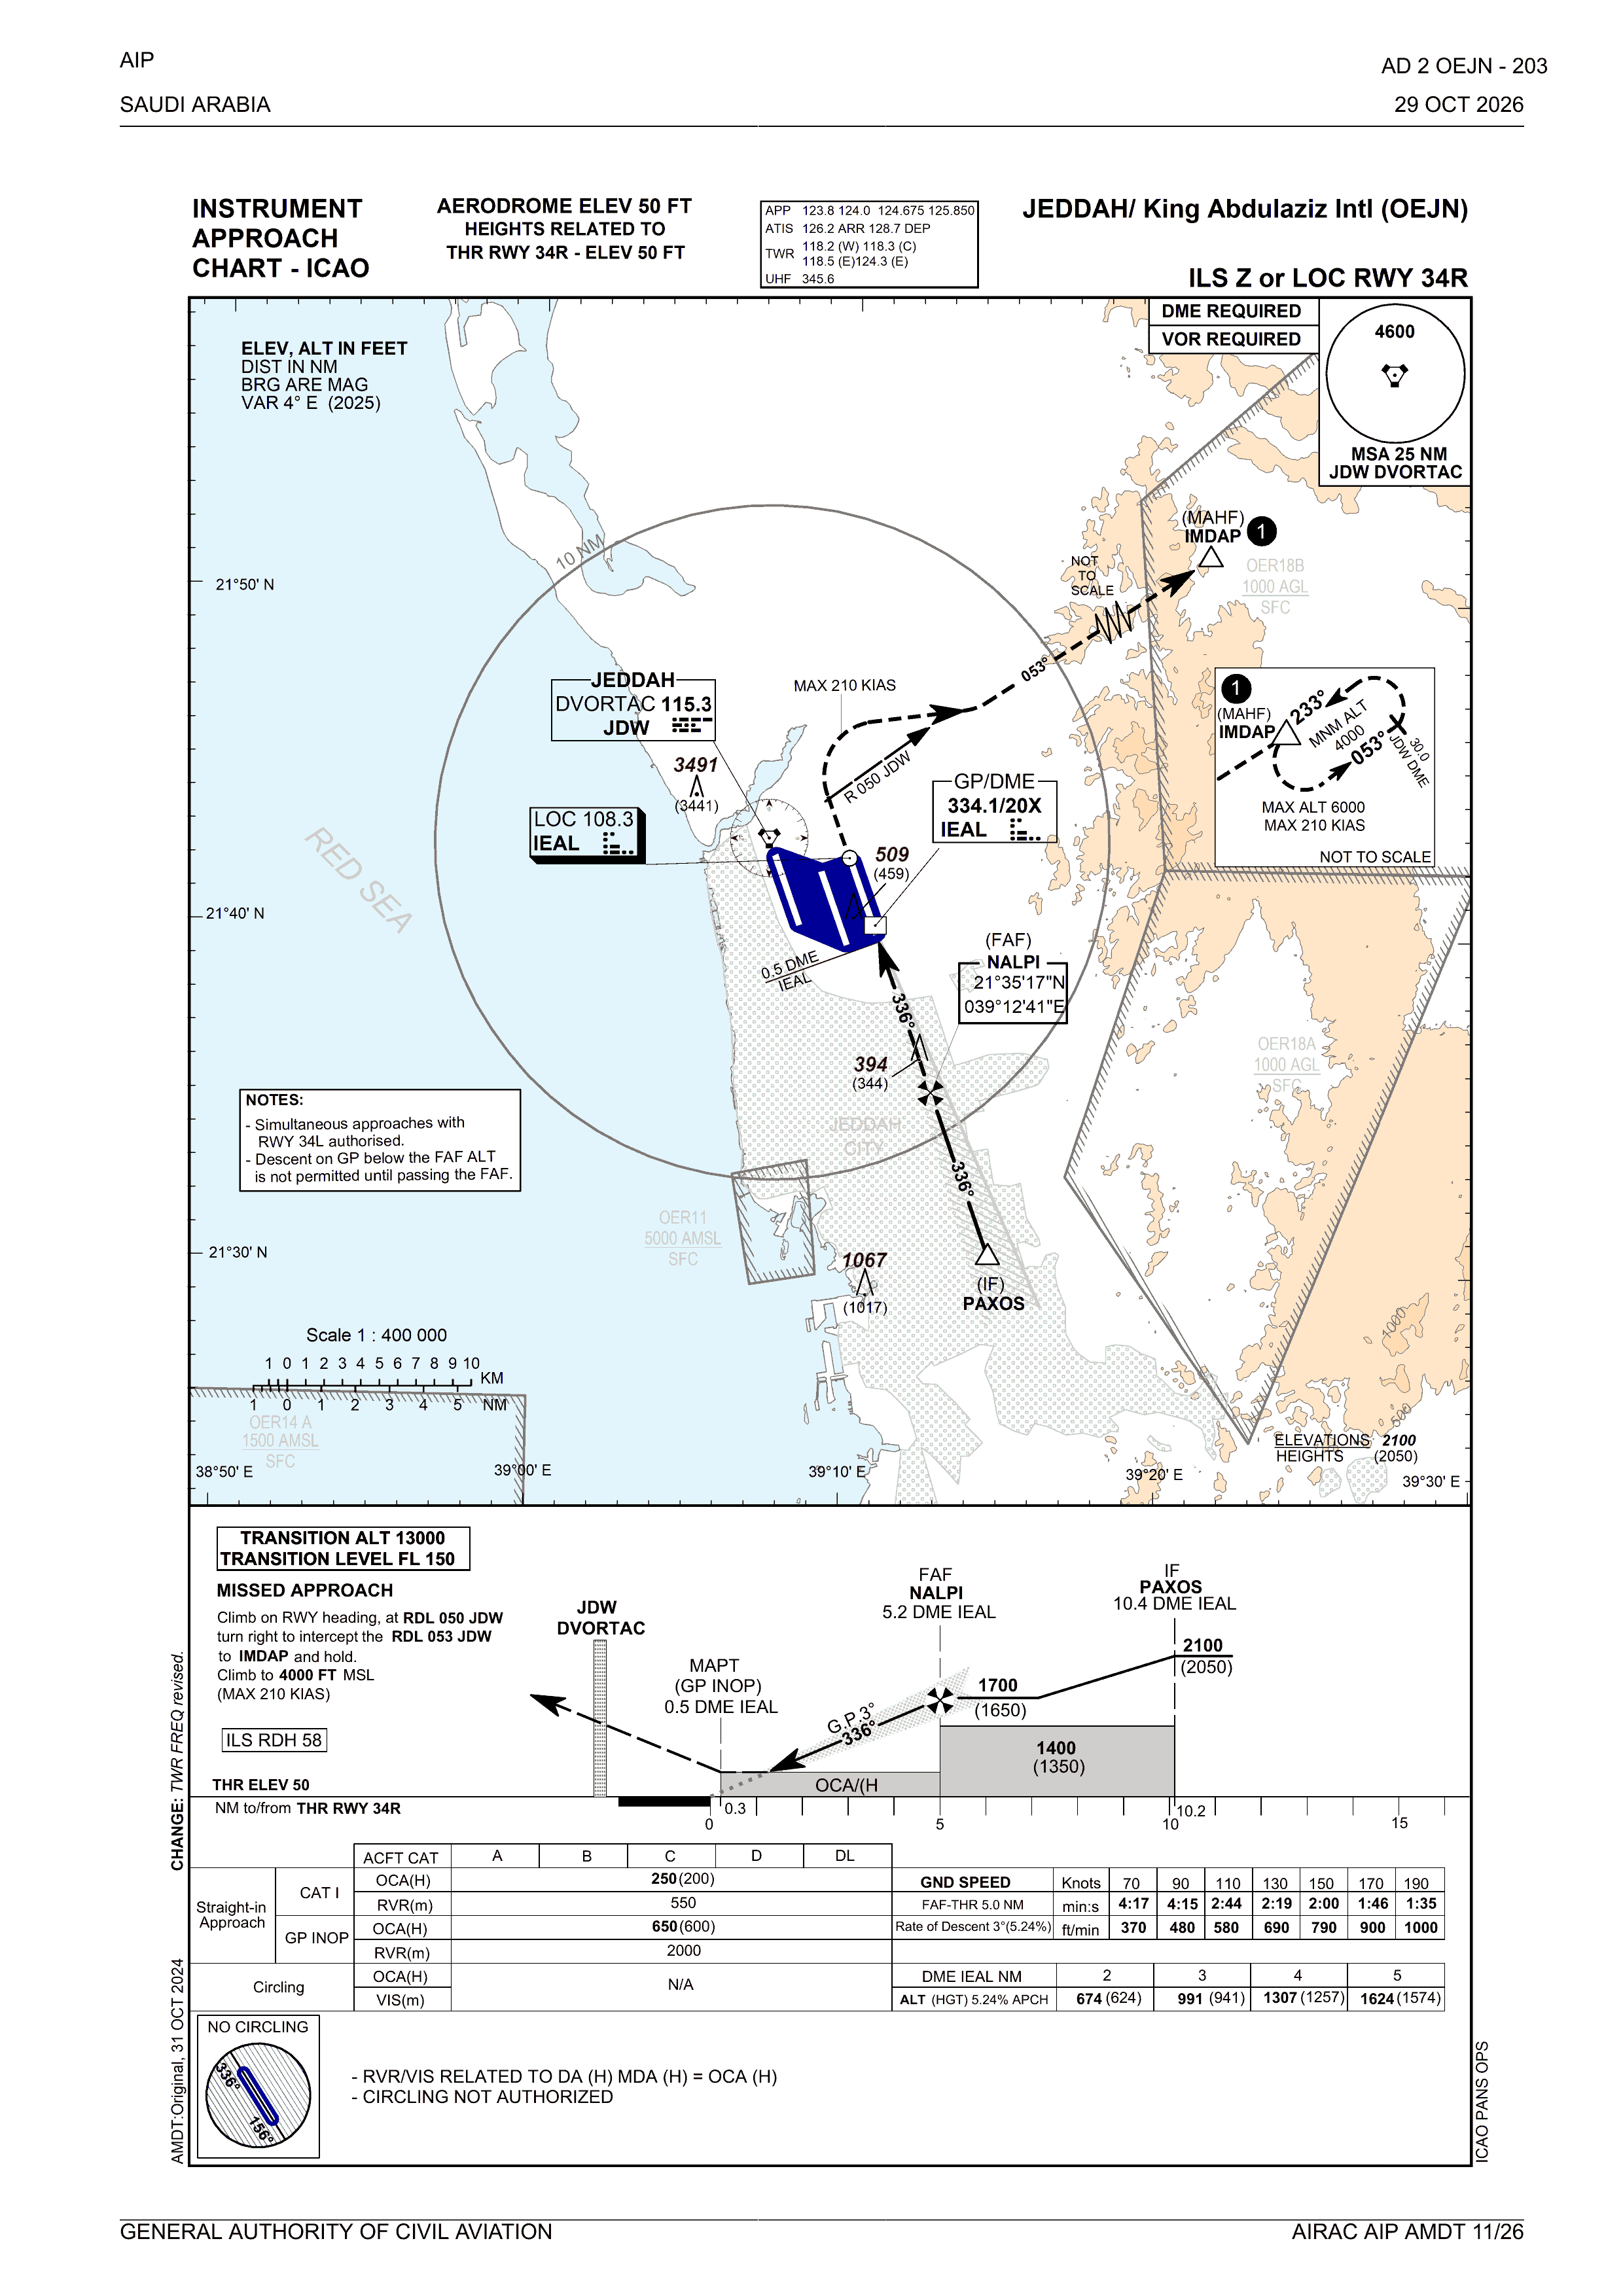 AIP
AD 2 OEJN - 203
SAUDI ARABIA
29 OCT 2026
INSTRUMENT
APPROACH
CHART - ICAO
AERODROME ELEV 50 FT
HEIGHTS RELATED TO
THR RWY 34R - ELEV 50 FT
APP 123.8 124.0 124.675 125.850
ATIS 126.2 ARR 128.7 DEP
TWR 118.2 (W) 118.3 (C)
118.5 (E)124.3 (E)
UHF 345.6
JEDDAH/ King Abdulaziz Intl (OEJN)
ILS Z or LOC RWY 34R
DME REQUIRED
VOR REQUIRED
4600
MSA 25 NM
JDW DVORTAC
ELEV, ALT IN FEET
DIST IN NM
BRG ARE MAG
VAR 4° E (2025)
10 NM
(MAHF)
IMDAP
1
NOT
TO
SCALE
OER18B
1000 AGL
SFC
21°50' N
053°
JEDDAH
DVORTAC 115.3
JDW
MAX 210 KIAS
R 050 JDW
1
(MAHF)
IMDAP
233°
MNM ALT
4000
053°
30.0
JDW DME
MAX ALT 6000
MAX 210 KIAS
NOT TO SCALE
3491
(3441)
GP/DME
334.1/20X
IEAL
LOC 108.3
IEAL
509
(459)
RED SEA
21°40' N
0.5 DME
IEAL
(FAF)
NALPI
21°35'17"N
039°12'41"E
336°
394
(344)
OER18A
1000 AGL
SFC
JEDDAH
CITY
336°
NOTES:
- Simultaneous approaches with
RWY 34L authorised.
- Descent on GP below the FAF ALT
is not permitted until passing the FAF.
OER11
5000 AMSL
SFC
21°30' N
1067
(1017)
(IF)
PAXOS
1000
500
Scale 1 : 400 000
1 0 1 2 3 4 5 6 7 8 9 10
KM
1 0 1 2 3 4 5 NM
OER14 A
1500 AMSL
SFC
ELEVATIONS 2100
HEIGHTS (2050)
38°50' E
39°00' E
39°10' E
39°20' E
39°30' E
TRANSITION ALT 13000
TRANSITION LEVEL FL 150
MISSED APPROACH
Climb on RWY heading, at RDL 050 JDW
turn right to intercept the RDL 053 JDW
to IMDAP and hold.
Climb to 4000 FT MSL
(MAX 210 KIAS)
ILS RDH 58
JDW
DVORTAC
MAPT
(GP INOP)
0.5 DME IEAL
FAF
NALPI
5.2 DME IEAL
IF
PAXOS
10.4 DME IEAL
2100
(2050)
1700
(1650)
G.P.3°
336°
1400
(1350)
OCA/(H
THR ELEV 50
NM to/from THR RWY 34R
0.3
10.2
0
5
10
15
ACFT CAT A B C D DL
Straight-in
Approach
CAT I
OCA(H) 250(200)
RVR(m) 550
GP INOP
OCA(H) 650(600)
RVR(m) 2000
Circling
OCA(H)
VIS(m)
N/A
GND SPEED Knots 70 90 110 130 150 170 190
FAF-THR 5.0 NM min:s 4:17 4:15 2:44 2:19 2:00 1:46 1:35
Rate of Descent 3°(5.24%) ft/min 370 480 580 690 790 900 1000
DME IEAL NM 2 3 4 5
ALT (HGT) 5.24% APCH 674 (624) 991 (941) 1307 (1257) 1624 (1574)
NO CIRCLING
336°
156°
- RVR/VIS RELATED TO DA (H) MDA (H) = OCA (H)
- CIRCLING NOT AUTHORIZED
CHANGE: TWR FREQ revised.
AMDT:Original, 31 OCT 2024
ICAO PANS OPS
GENERAL AUTHORITY OF CIVIL AVIATION
AIRAC AIP AMDT 11/26